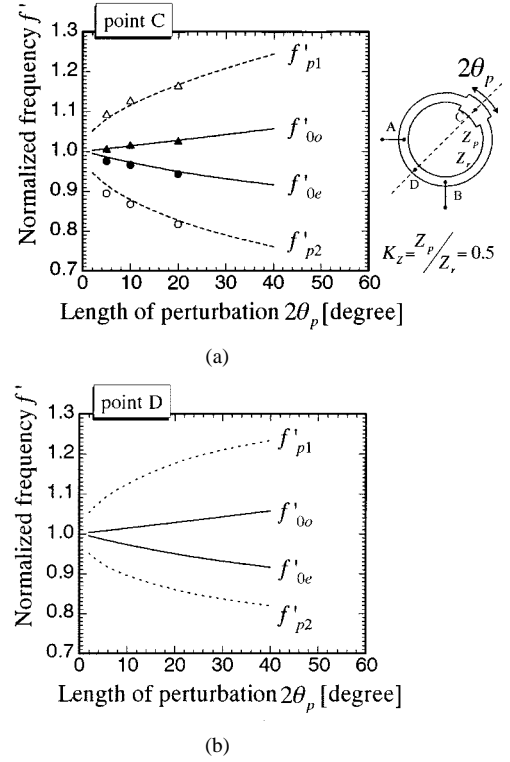 point C
Normalized frequency f'
1.3
1.2
1.1
1.0
0.9
0.8
0.7
f'p1
f'0o
f'0e
f'p2
0 10 20 30 40 50 60
Length of perturbation 2θp [degree]
2θp
A
C
Zp
Zr
D
B
KZ = Zp/Zr = 0.5
(a)
point D
Normalized frequency f'
1.3
1.2
1.1
1.0
0.9
0.8
0.7
f'p1
f'0o
f'0e
f'p2
0 10 20 30 40 50 60
Length of perturbation 2θp [degree]
(b)